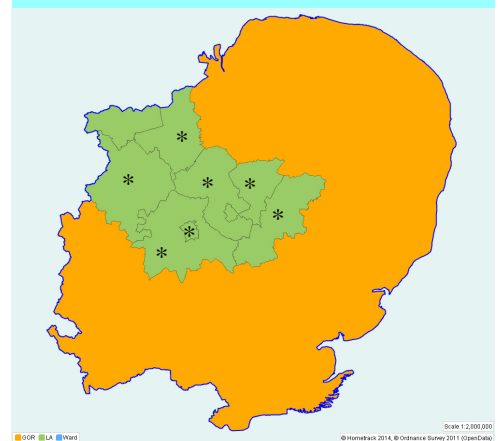 * * * * * * *
Scale 1:2,000,000
GOR LA Ward © Hometrack 2014, © Ordnance Survey 2011 (OpenData)